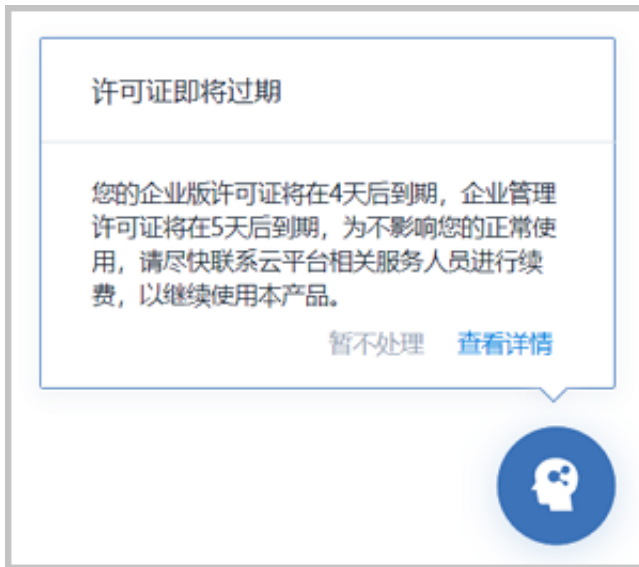 许可证即将过期
您的企业版许可证将在4天后到期，企业管理
许可证将在5天后到期，为不影响您的正常使
用，请尽快联系云平台相关服务人员进行续
费，以继续使用本产品。
暂不处理 查看详情